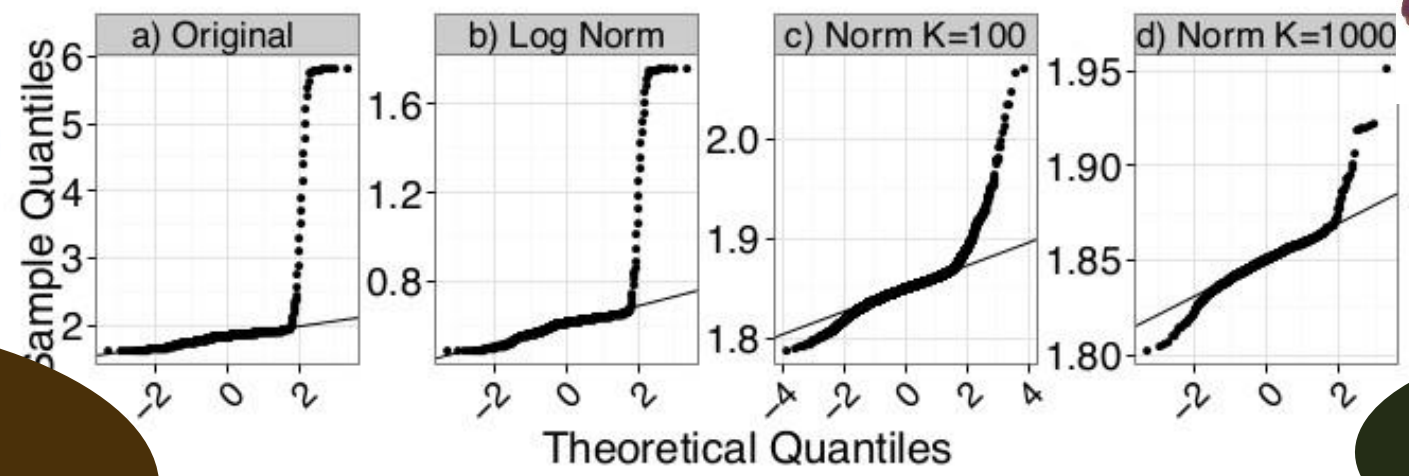 Sample Quantiles
a) Original
6
5
4
3
2
−2 0 2
b) Log Norm
1.6
1.2
0.8
−2 0 2
c) Norm K=100
2.0
1.9
1.8
−4 −2 0 2 4
d) Norm K=1000
1.95
1.90
1.85
1.80
−2 0 2
Theoretical Quantiles